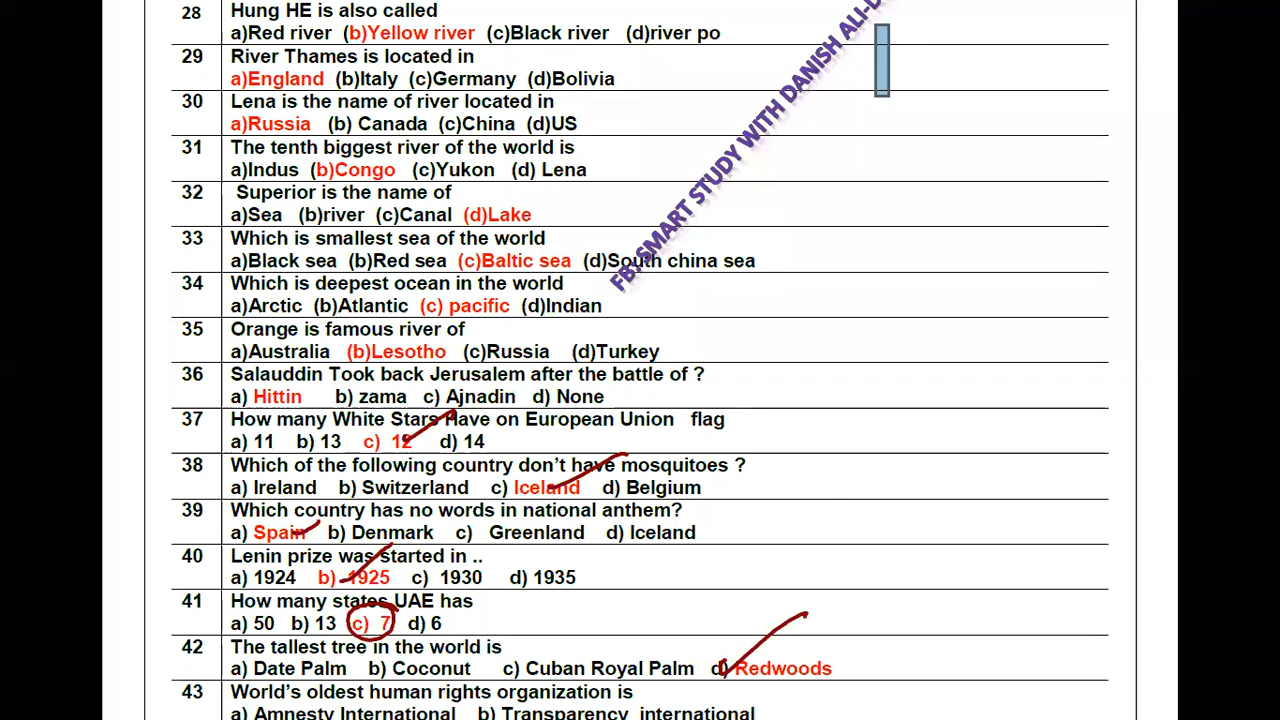 28 Hung HE is also called
a)Red river (b)Yellow river (c)Black river (d)river po
29 River Thames is located in
a)England (b)Italy (c)Germany (d)Bolivia
30 Lena is the name of river located in
a)Russia (b) Canada (c)China (d)US
31 The tenth biggest river of the world is
a)Indus (b)Congo (c)Yukon (d) Lena
32 Superior is the name of
a)Sea (b)river (c)Canal (d)Lake
33 Which is smallest sea of the world
a)Black sea (b)Red sea (c)Baltic sea (d)South china sea
34 Which is deepest ocean in the world
a)Arctic (b)Atlantic (c) pacific (d)Indian
35 Orange is famous river of
a)Australia (b)Lesotho (c)Russia (d)Turkey
36 Salauddin Took back Jerusalem after the battle of ?
a) Hittin b) zama c) Ajnadin d) None
37 How many White Stars Have on European Union flag
a) 11 b) 13 c) 12 d) 14
38 Which of the following country don't have mosquitoes ?
a) Ireland b) Switzerland c) Iceland d) Belgium
39 Which country has no words in national anthem?
a) Spain b) Denmark c) Greenland d) Iceland
40 Lenin prize was started in ..
a) 1924 b) 1925 c) 1930 d) 1935
41 How many states UAE has
a) 50 b) 13 c) 7 d) 6
42 The tallest tree in the world is
a) Date Palm b) Coconut c) Cuban Royal Palm d) Redwoods
43 World's oldest human rights organization is
a) Amnesty International b) Transparency international
FB: SMART STUDY WITH DANISH ALI-D